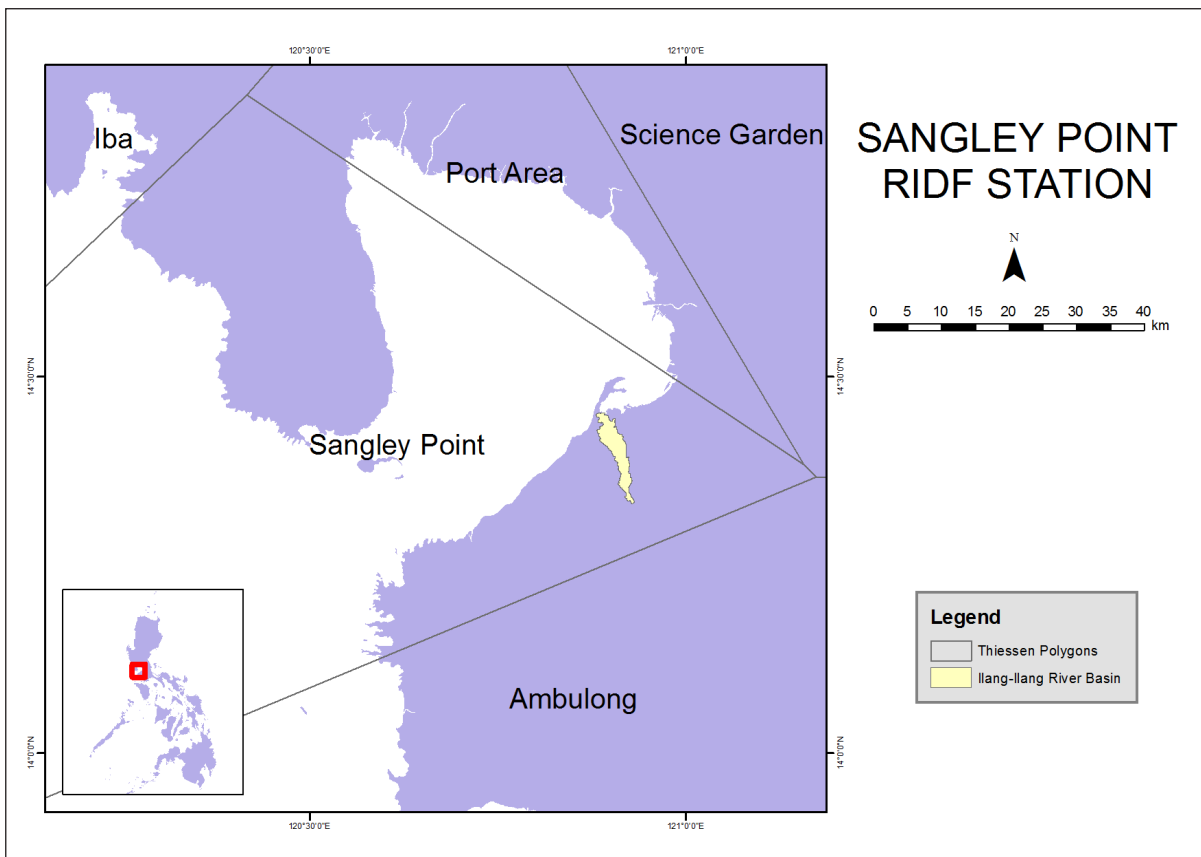 120°30'0"E
121°0'0"E
Iba
Science Garden
Port Area
SANGLEY POINT
RIDF STATION
N
0 5 10 15 20 25 30 35 40
km
14°30'0"N
14°30'0"N
Sangley Point
Ambulong
Legend
Thiessen Polygons
Ilang-Ilang River Basin
14°0'0"N
14°0'0"N
120°30'0"E
121°0'0"E